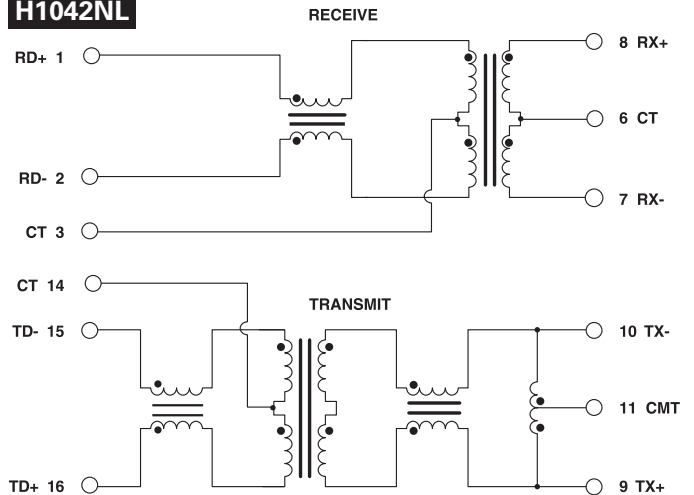 H1042NL
RECEIVE
RD+ 1
8 RX+
6 CT
RD- 2
7 RX-
CT 3
CT 14
TRANSMIT
TD- 15
10 TX-
11 CMT
TD+ 16
9 TX+